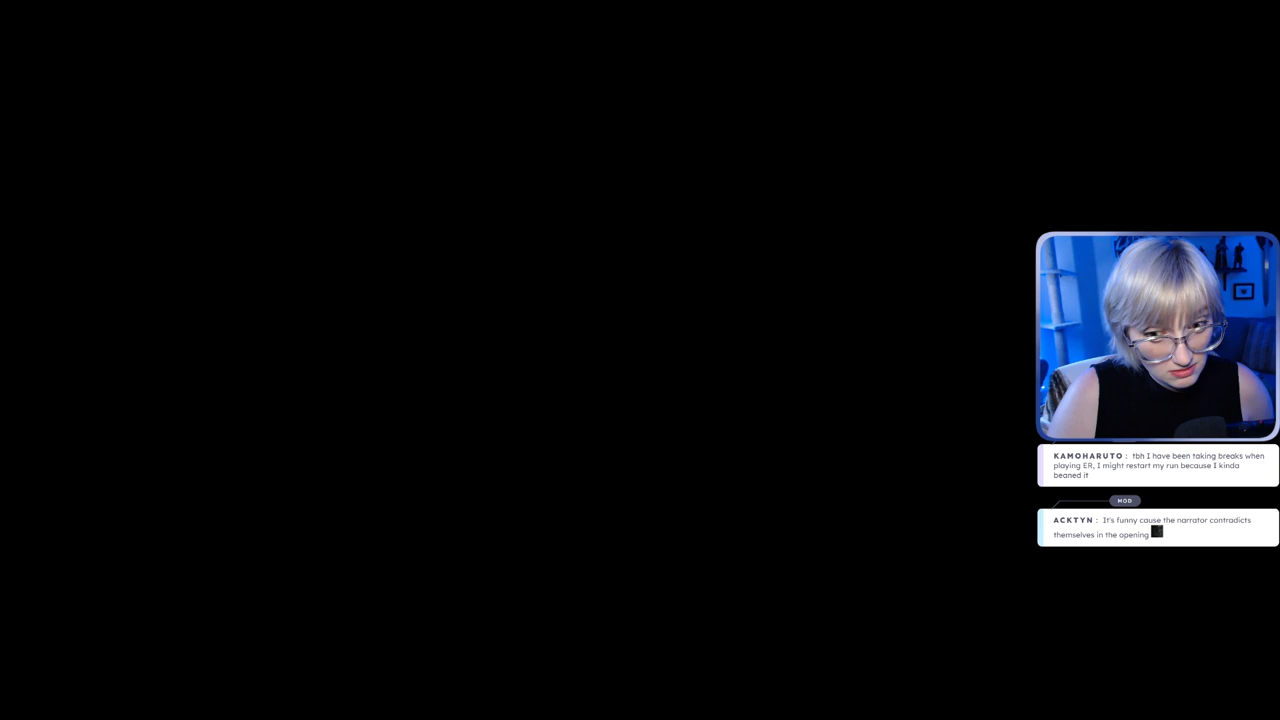 KAMOHARUTO : tbh I have been taking breaks when
playing ER, I might restart my run because I kinda
beaned it
MOD
ACKTYN : It's funny cause the narrator contradicts
themselves in the opening